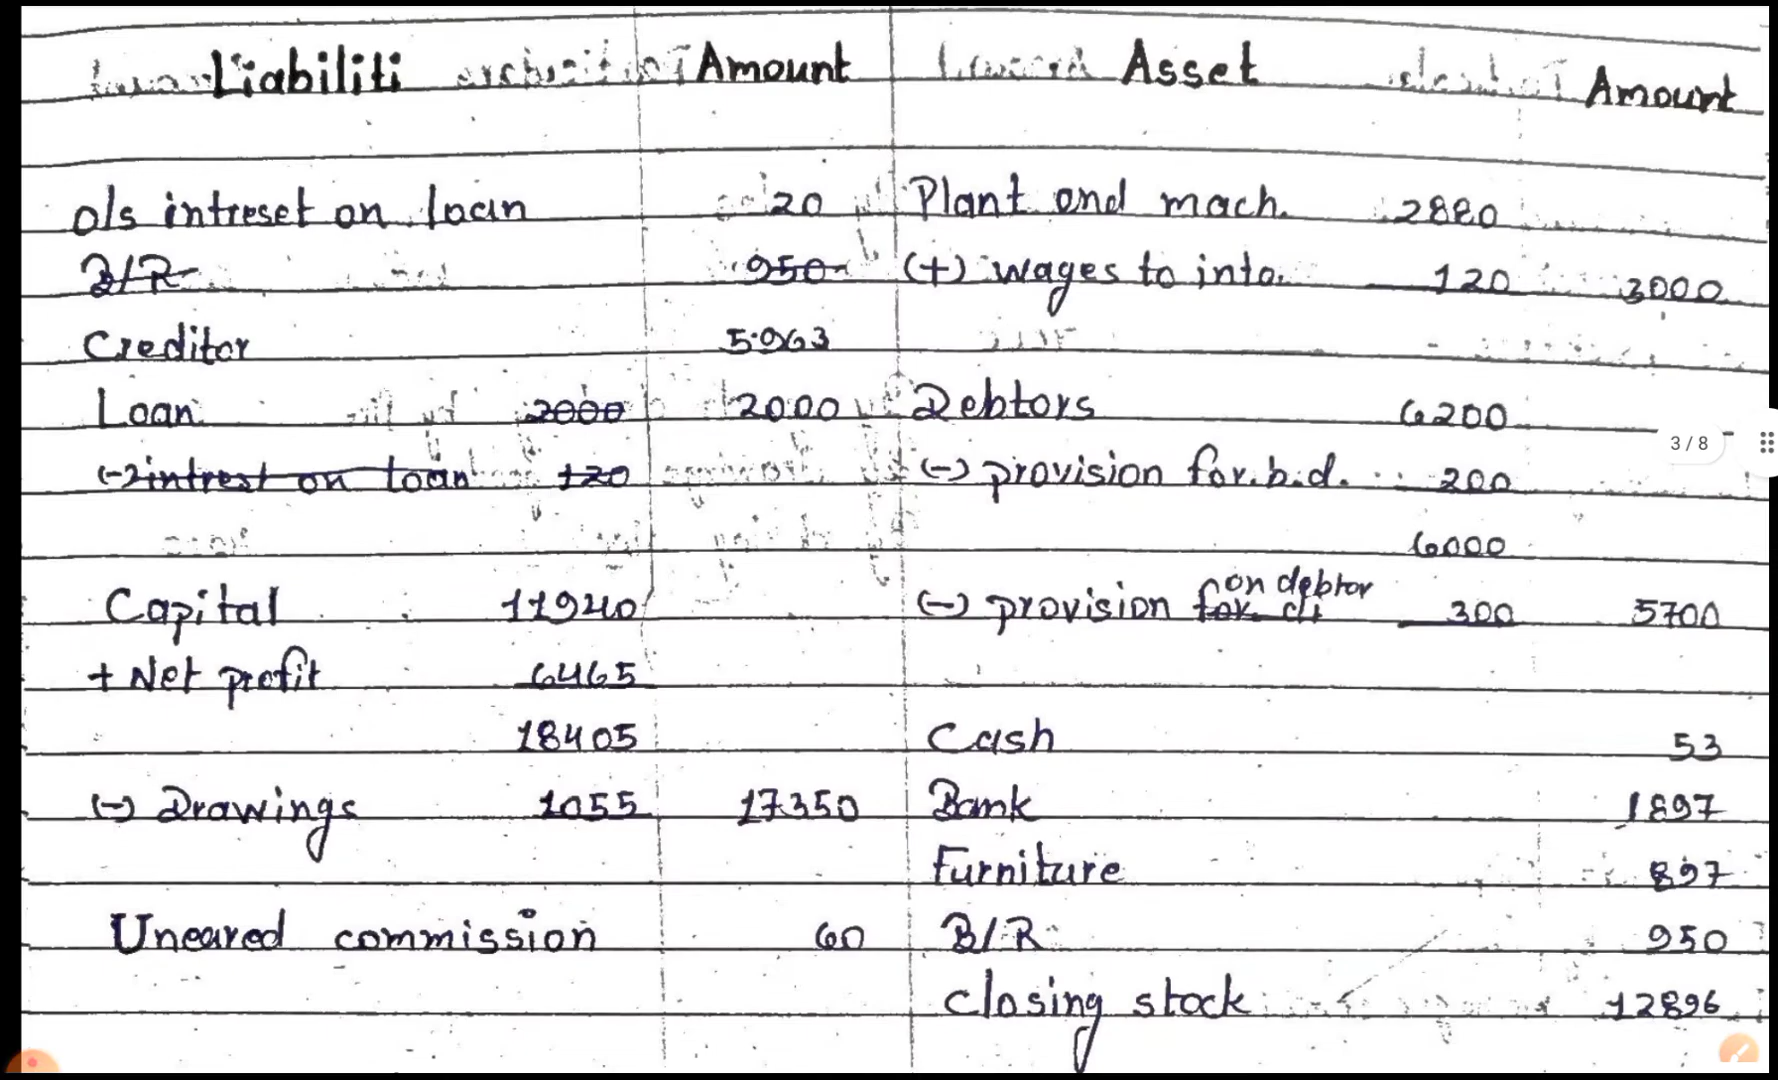 Liabiliti Amount Asset Amount
o/s intreset on loan 20 Plant and mach. 2880
B/R 950 (+) wages to into. 120 3000
Creditor 5963
Loan 2000 2000 Debtors 6200
3 / 8
(-) intrest on loan 120 (-) provision for. b.d. 200
6000
Capital 11940 (-) provision for d/s on debtor 300 5700
+ Net profit 6465
18405 Cash 53
(-) Drawings 1055 17350 Bank 1897
Furniture 897
Uneared commission 60 B/R 950
closing stock 12896